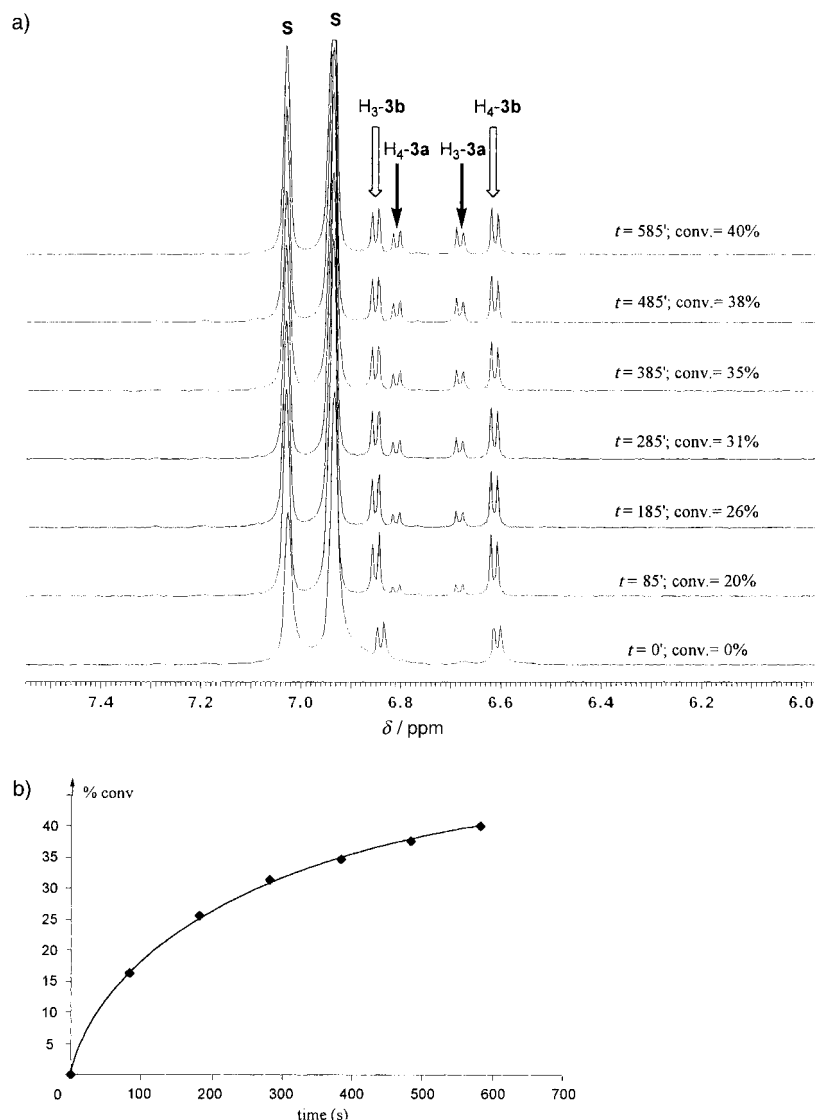 a)
S S
H₃-3b H₄-3b
H₄-3a H₃-3a
t = 585'; conv.= 40%
t = 485'; conv.= 38%
t = 385'; conv.= 35%
t = 285'; conv.= 31%
t = 185'; conv.= 26%
t = 85'; conv.= 20%
t = 0'; conv.= 0%
7.4 7.2 7.0 6.8 6.6 6.4 6.2 6.0
δ / ppm
b)
% conv
40
35
30
25
20
15
10
5
0 100 200 300 400 500 600 700
time (s)